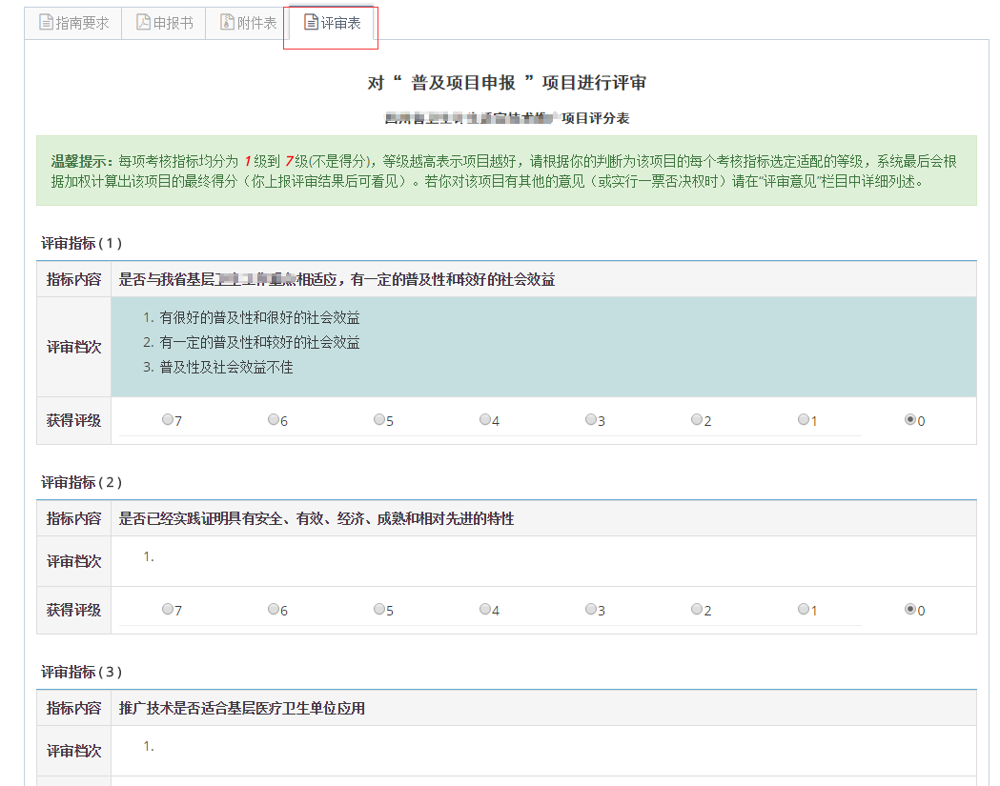 指南要求 申报书 附件表 评审表
对“ 普及项目申报 ”项目进行评审
项目评分表
温馨提示：每项考核指标均分为 1 级到 7 级(不是得分)，等级越高表示项目越好，请根据你的判断为该项目的每个考核指标选定适配的等级，系统最后会根
据加权计算出该项目的最终得分（你上报评审结果后可看见）。若你对该项目有其他的意见（或实行一票否决权时）请在“评审意见”栏目中详细列述。
评审指标 ( 1 )
指标内容 是否与我省基层相适应，有一定的普及性和较好的社会效益
评审档次
1. 有很好的普及性和很好的社会效益
2. 有一定的普及性和较好的社会效益
3. 普及性及社会效益不佳
获得评级 7 6 5 4 3 2 1 0
评审指标 ( 2 )
指标内容 是否已经实践证明具有安全、有效、经济、成熟和相对先进的特性
评审档次 1.
获得评级 7 6 5 4 3 2 1 0
评审指标 ( 3 )
指标内容 推广技术是否适合基层医疗卫生单位应用
评审档次 1.